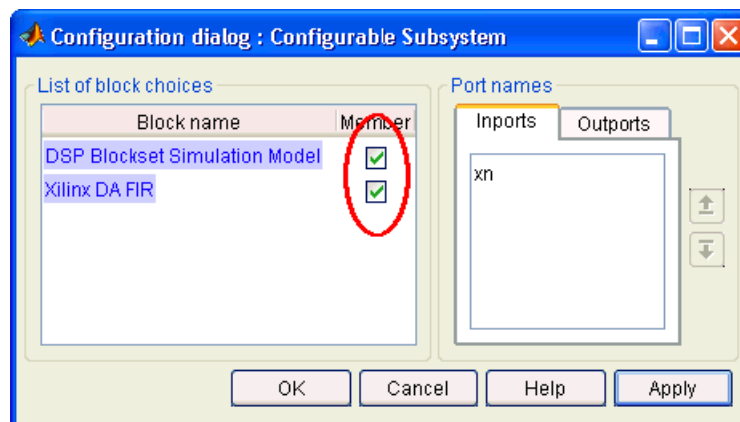 Configuration dialog : Configurable Subsystem
List of block choices
Block name Member
DSP Blockset Simulation Model
Xilinx DA FIR
Port names
Inports Outports
xn
OK Cancel Help Apply